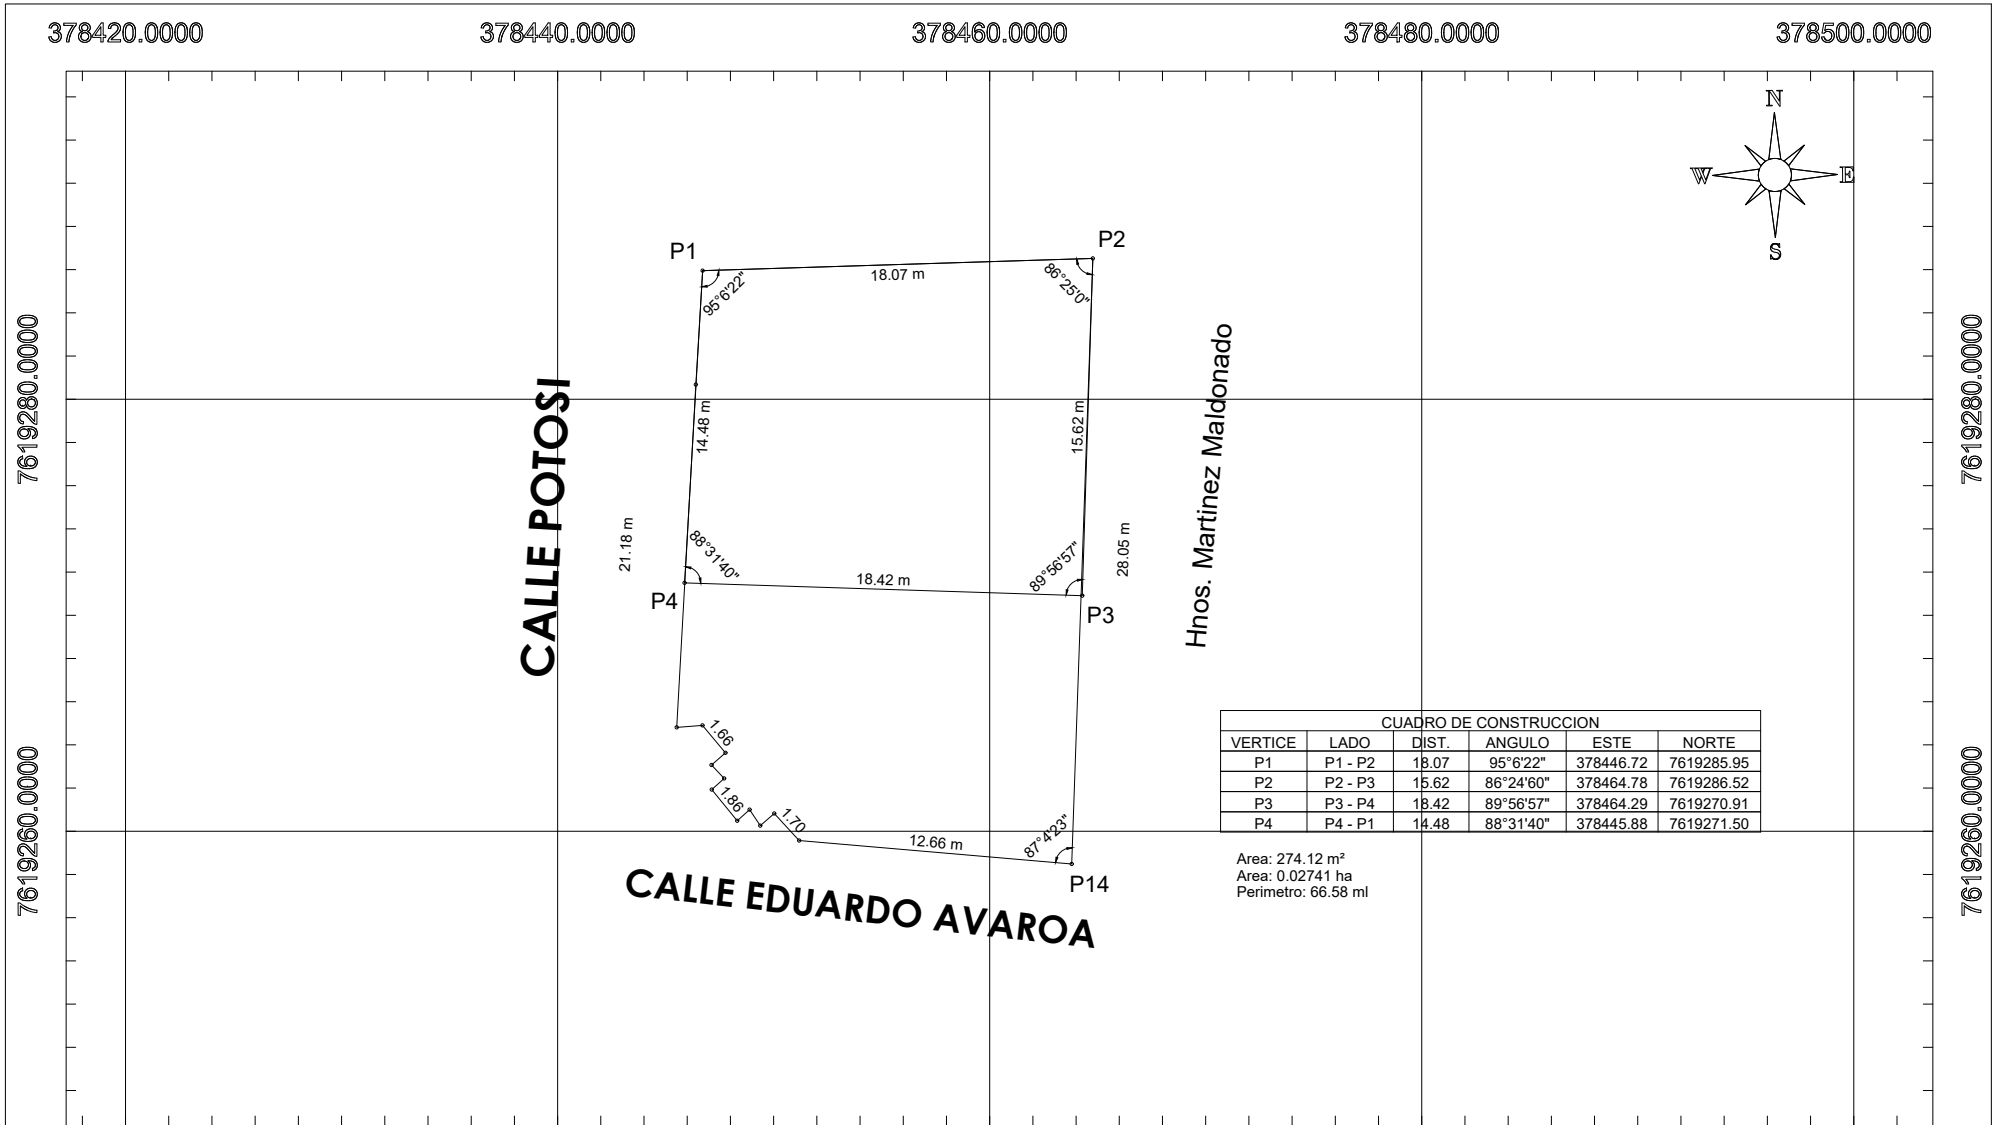 378420.0000 378440.0000 378460.0000 378480.0000 378500.0000
N
W E
S
P1 P2
18.07 m
95°6'22" 86°25'0"
7619280.0000 7619280.0000
CALLE POTOSI
14.48 m
15.62 m
Hnos. Martinez Maldonado
21.18 m
28.05 m
88°31'40" 89°56'57"
18.42 m
P4 P3
1.66
1.86
1.70
12.66 m
87°4'23"
P14
CALLE EDUARDO AVAROA
7619260.0000 7619260.0000
CUADRO DE CONSTRUCCION
VERTICE LADO DIST. ANGULO ESTE NORTE
P1 P1 - P2 18.07 95°6'22" 378446.72 7619285.95
P2 P2 - P3 15.62 86°24'60" 378464.78 7619286.52
P3 P3 - P4 18.42 89°56'57" 378464.29 7619270.91
P4 P4 - P1 14.48 88°31'40" 378445.88 7619271.50
Area: 274.12 m²
Area: 0.02741 ha
Perimetro: 66.58 ml